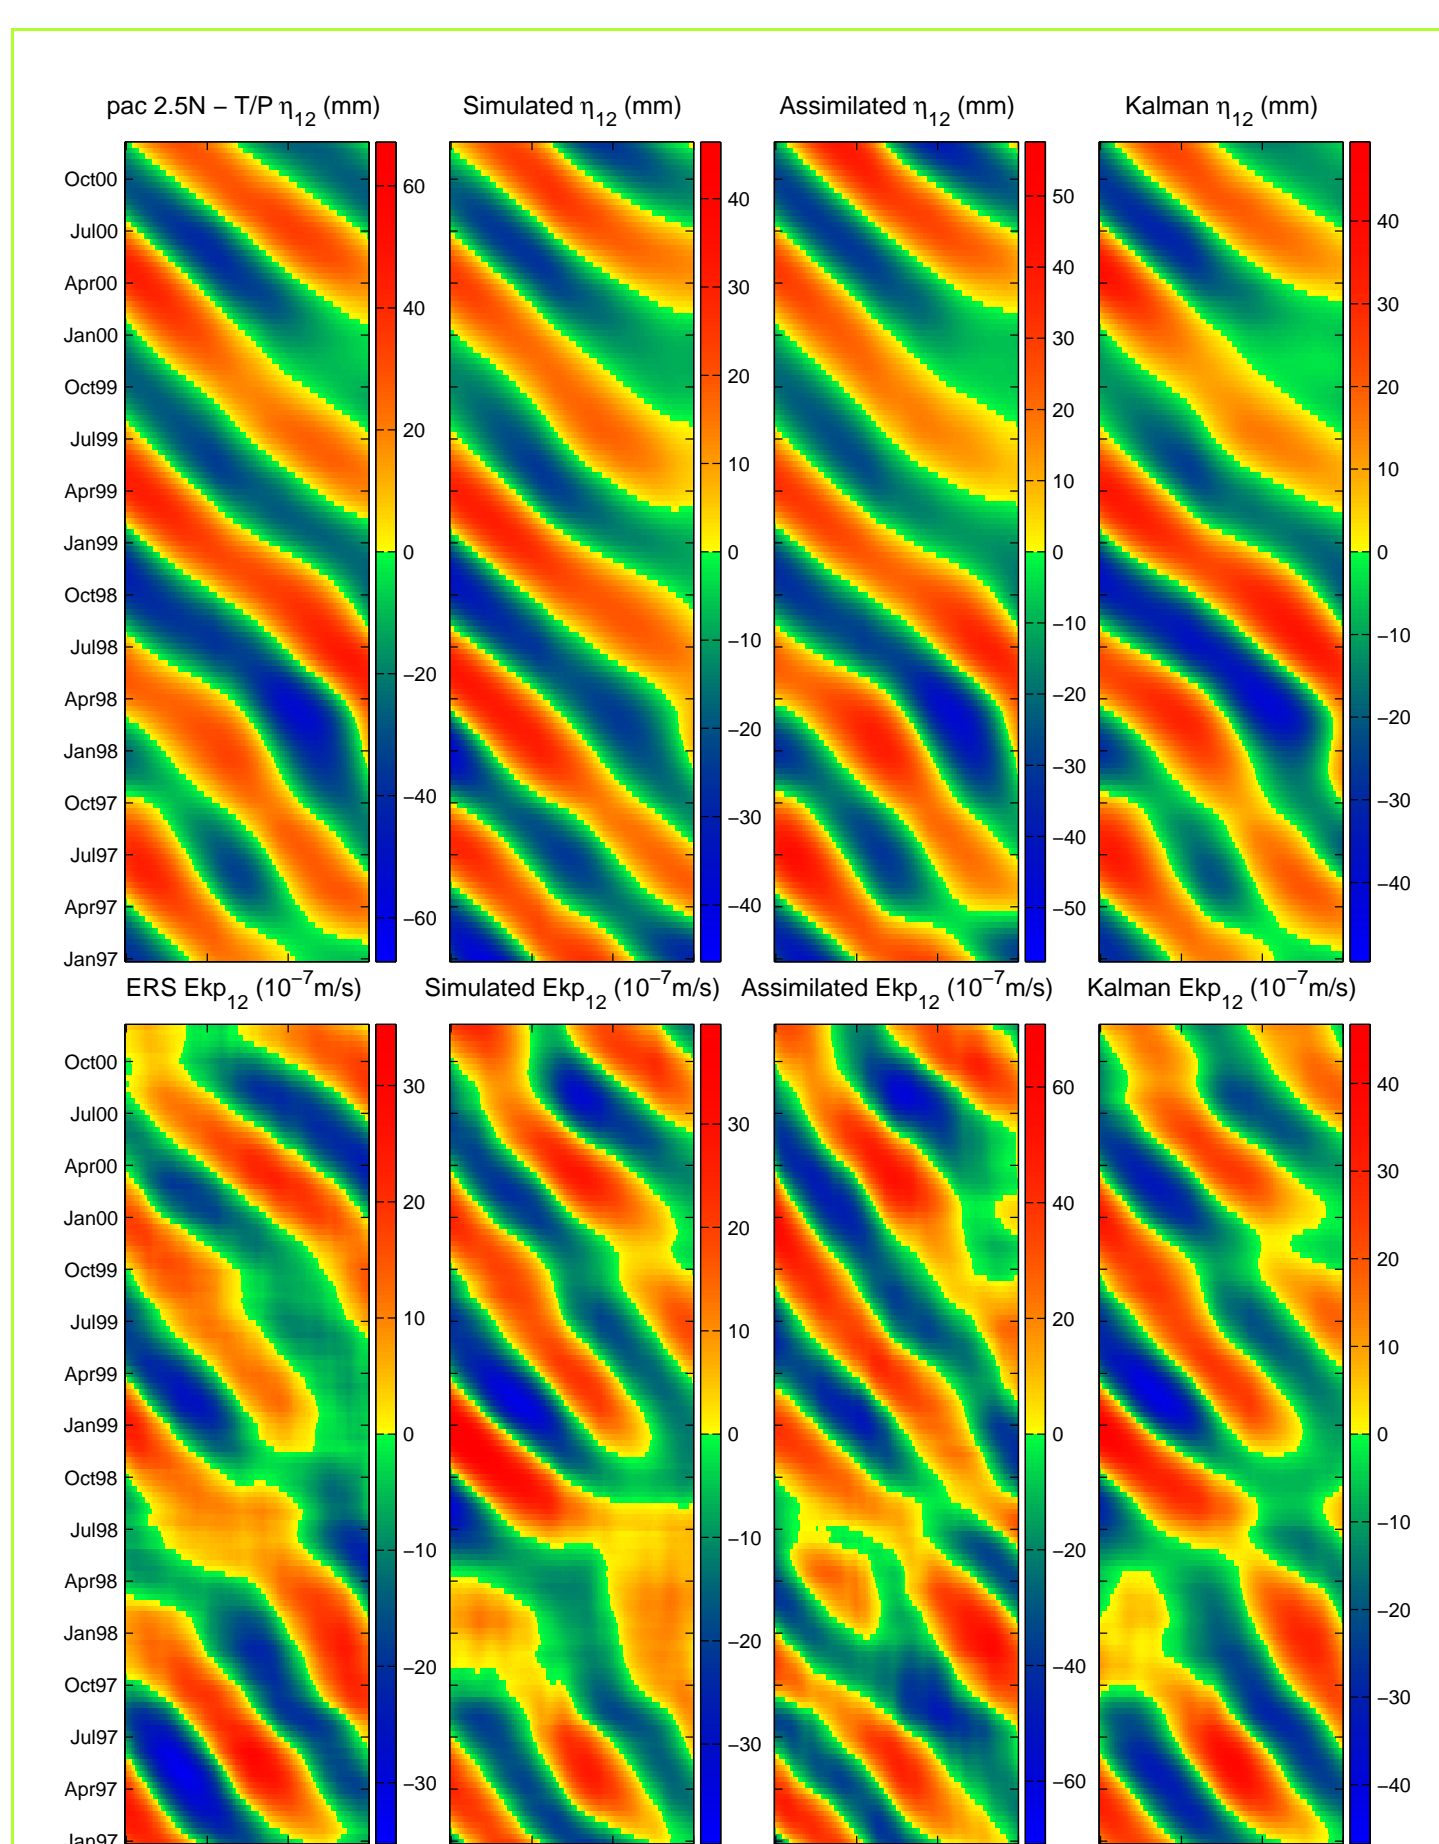 pac 2.5N − T/P η12 (mm) Simulated η12 (mm) Assimilated η12 (mm) Kalman η12 (mm)
Oct00
Jul00
Apr00
Jan00
Oct99
Jul99
Apr99
Jan99
Oct98
Jul98
Apr98
Jan98
Oct97
Jul97
Apr97
Jan97
60
40
20
0
−20
−40
−60
40
30
20
10
0
−10
−20
−30
−40
50
40
30
20
10
0
−10
−20
−30
−40
−50
40
30
20
10
0
−10
−20
−30
−40
ERS Ekp12 (10−7m/s) Simulated Ekp12 (10−7m/s) Assimilated Ekp12 (10−7m/s) Kalman Ekp12 (10−7m/s)
Oct00
Jul00
Apr00
Jan00
Oct99
Jul99
Apr99
Jan99
Oct98
Jul98
Apr98
Jan98
Oct97
Jul97
Apr97
Jan97
30
20
10
0
−10
−20
−30
30
20
10
0
−10
−20
−30
60
40
20
0
−20
−40
−60
40
30
20
10
0
−10
−20
−30
−40